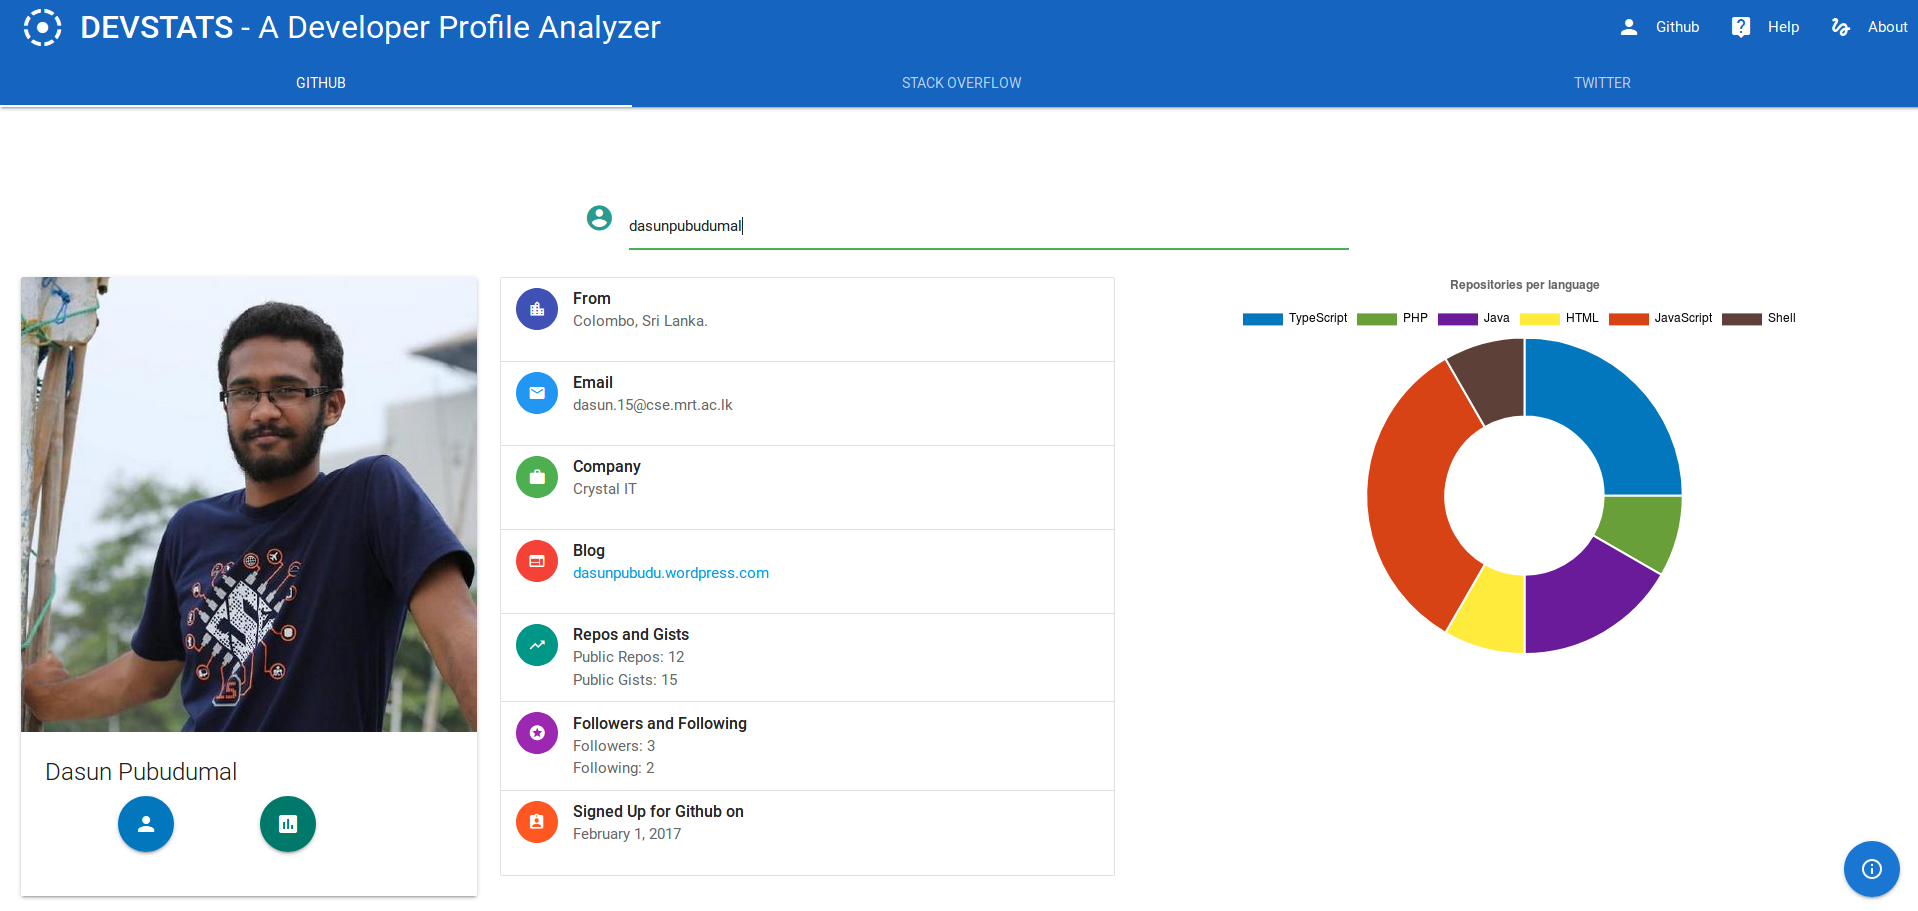 DEVSTATS - A Developer Profile Analyzer
Github
Help
About
GITHUB
STACK OVERFLOW
TWITTER
dasunpubudumal
From
Colombo, Sri Lanka.
Email
dasun.15@cse.mrt.ac.lk
Company
Crystal IT
Blog
dasunpubudu.wordpress.com
Repos and Gists
Public Repos: 12
Public Gists: 15
Followers and Following
Followers: 3
Following: 2
Signed Up for Github on
February 1, 2017
Dasun Pubudumal
Repositories per language
TypeScript
PHP
Java
HTML
JavaScript
Shell